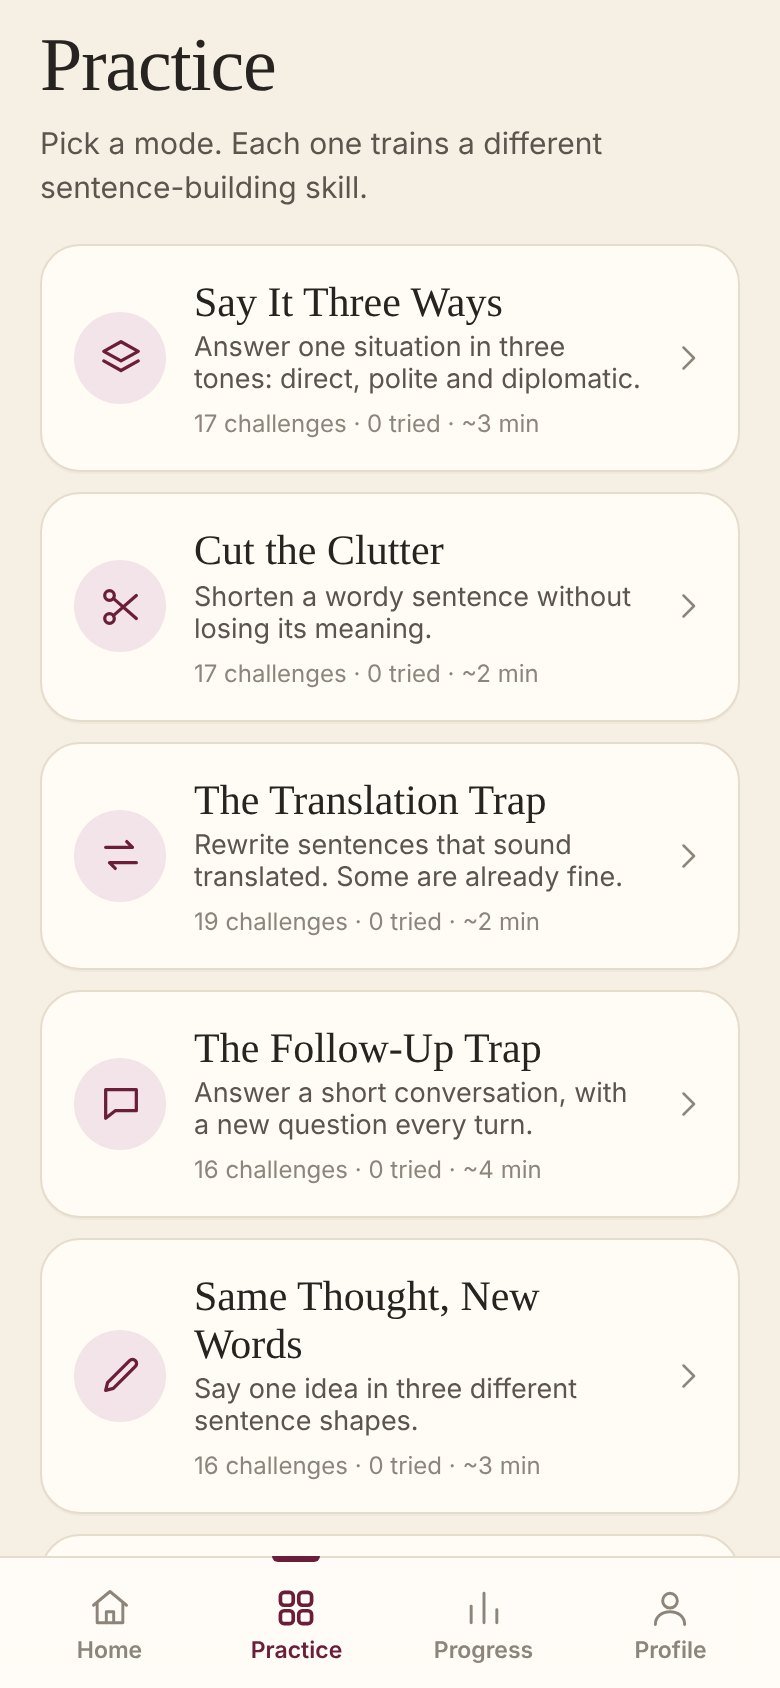 Practice
Pick a mode. Each one trains a different
sentence-building skill.
Say It Three Ways
Answer one situation in three
tones: direct, polite and diplomatic.
17 challenges · 0 tried · ~3 min
Cut the Clutter
Shorten a wordy sentence without
losing its meaning.
17 challenges · 0 tried · ~2 min
The Translation Trap
Rewrite sentences that sound
translated. Some are already fine.
19 challenges · 0 tried · ~2 min
The Follow-Up Trap
Answer a short conversation, with
a new question every turn.
16 challenges · 0 tried · ~4 min
Same Thought, New
Words
Say one idea in three different
sentence shapes.
16 challenges · 0 tried · ~3 min
Home Practice Progress Profile